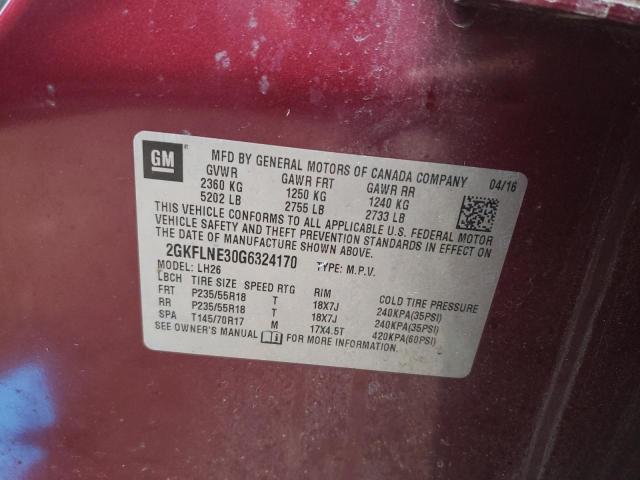 GM
MFD BY GENERAL MOTORS OF CANADA COMPANY 04/16
GVWR GAWR FRT GAWR RR
2360 KG 1250 KG 1240 KG
5202 LB 2755 LB 2733 LB
THIS VEHICLE CONFORMS TO ALL APPLICABLE U.S. FEDERAL MOTOR
VEHICLE SAFETY AND THEFT PREVENTION STANDARDS IN EFFECT ON
THE DATE OF MANUFACTURE SHOWN ABOVE.
2GKFLNE30G6324170 TYPE: M.P.V.
MODEL: LH26
LBCH TIRE SIZE SPEED RTG RIM COLD TIRE PRESSURE
FRT P235/55R18 T 18X7J 240KPA(35PSI)
RR P235/55R18 T 18X7J 240KPA(35PSI)
SPA T145/70R17 M 17X4.5T 420KPA(60PSI)
SEE OWNER'S MANUAL FOR MORE INFORMATION.